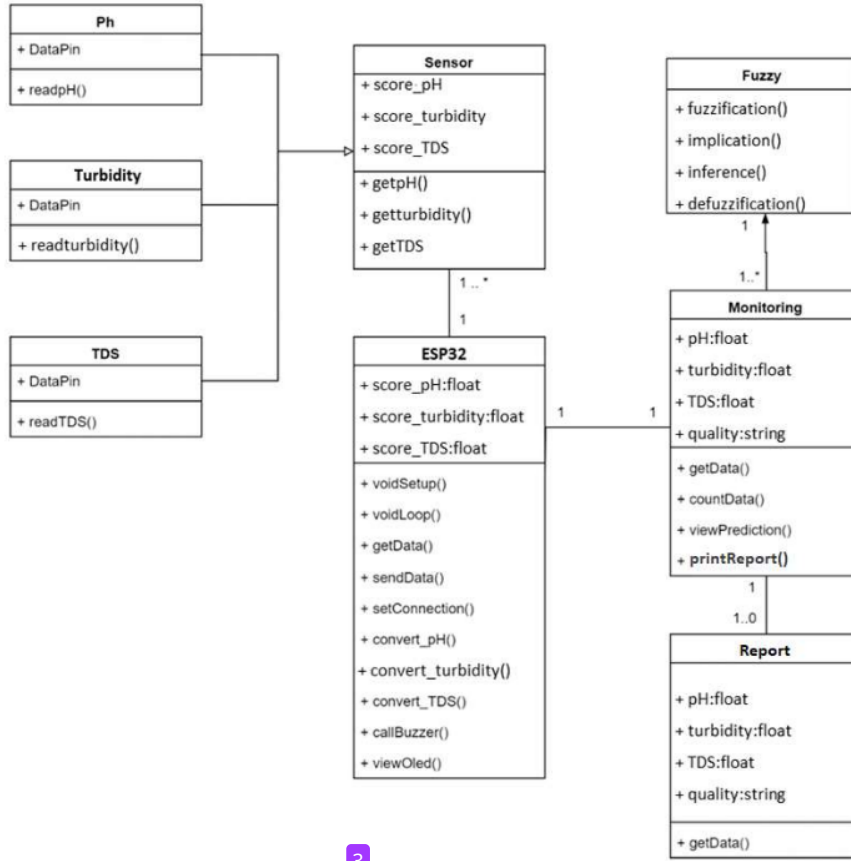 Ph
+ DataPin
+ readpH()
Turbidity
+ DataPin
+ readturbidity()
TDS
+ DataPin
+ readTDS()
Sensor
+ score_pH
+ score_turbidity
+ score_TDS
+ getpH()
+ getturbidity()
+ getTDS
1 .. *
1
ESP32
+ score_pH:float
+ score_turbidity:float
+ score_TDS:float
+ voidSetup()
+ voidLoop()
+ getData()
+ sendData()
+ setConnection()
+ convert_pH()
+ convert_turbidity()
+ convert_TDS()
+ callBuzzer()
+ viewOled()
1
1
Fuzzy
+ fuzzification()
+ implication()
+ inference()
+ defuzzification()
1
1..*
Monitoring
+ pH:float
+ turbidity:float
+ TDS:float
+ quality:string
+ getData()
+ countData()
+ viewPrediction()
+ printReport()
1
1..0
Report
+ pH:float
+ turbidity:float
+ TDS:float
+ quality:string
+ getData()